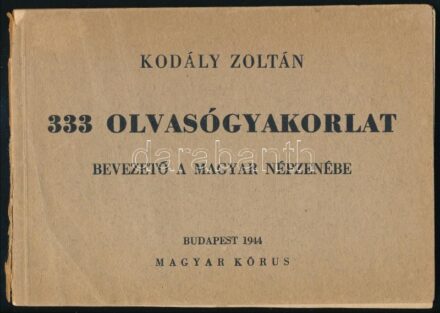 KODÁLY ZOLTÁN
333 OLVASÓGYAKORLAT
darabanth
BEVEZETŐ A MAGYAR NÉPZENÉBE
BUDAPEST 1944
MAGYAR KÓRUS